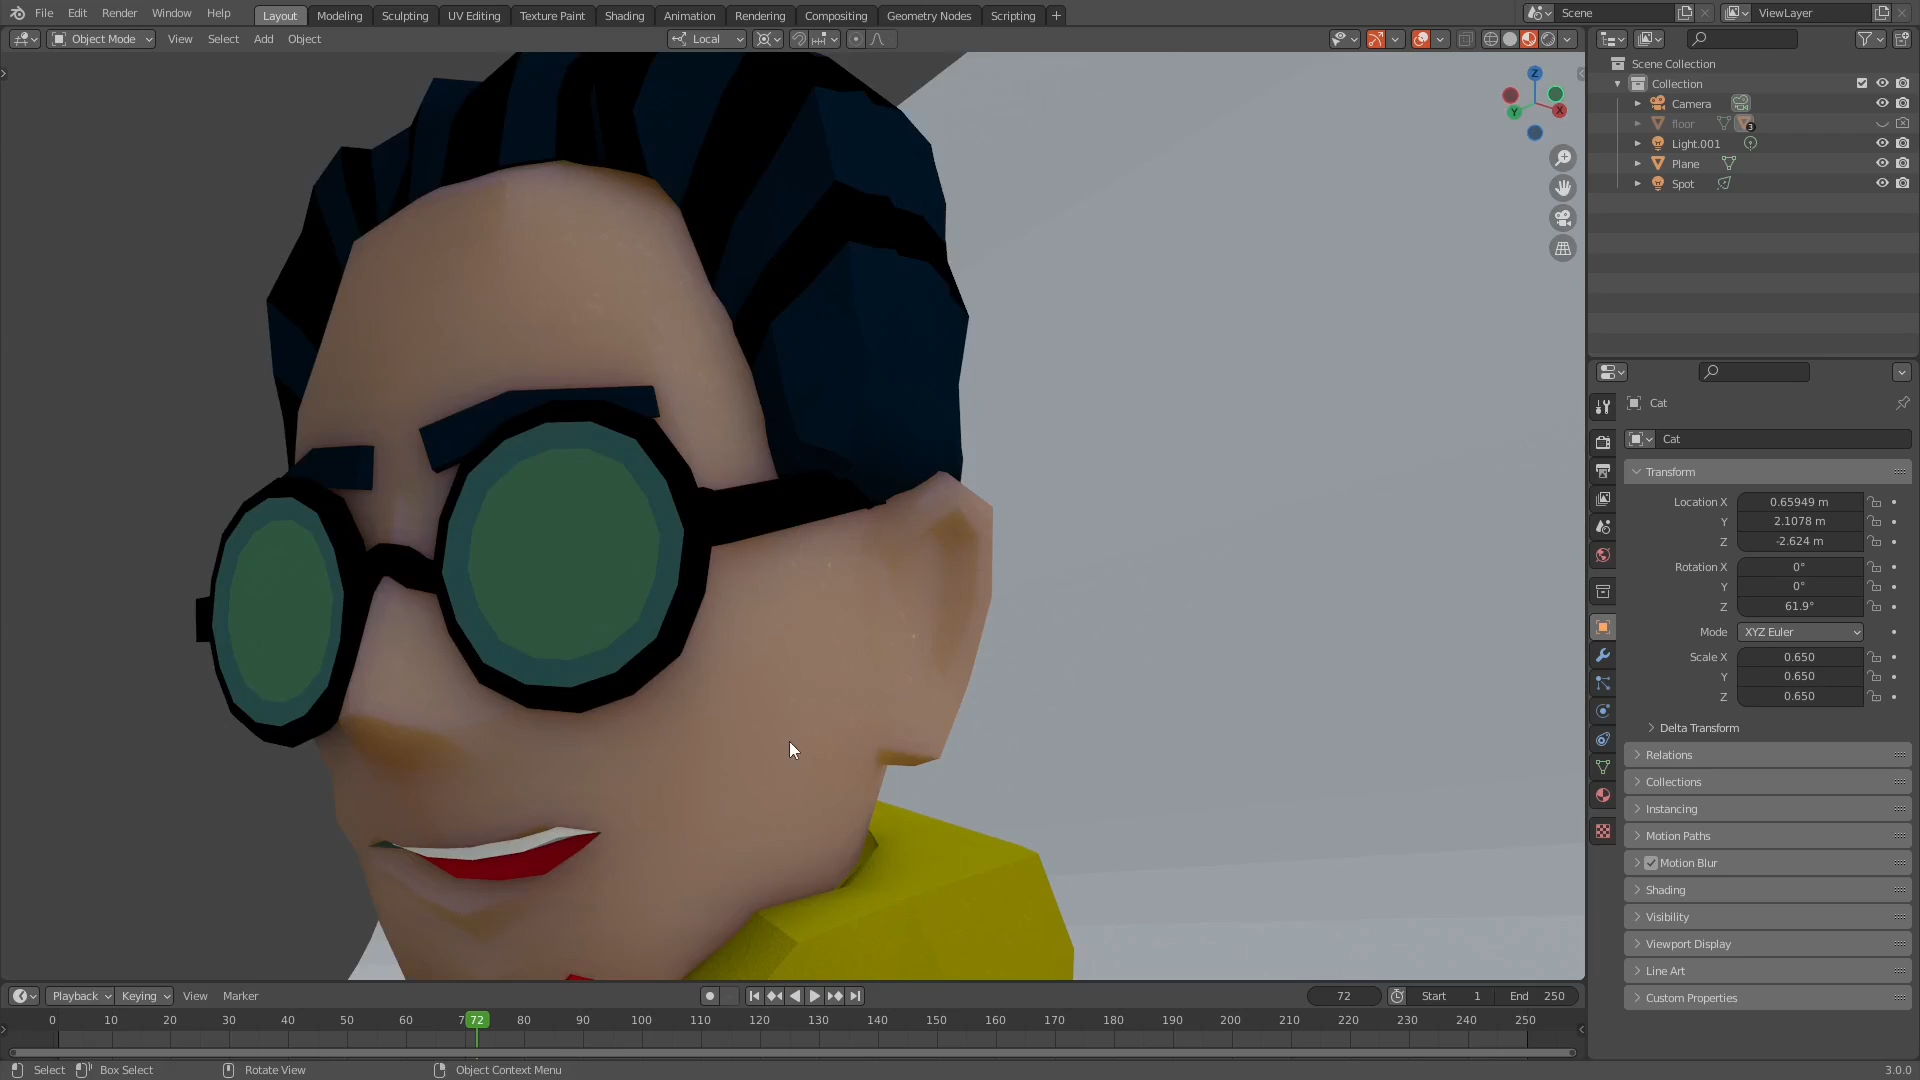 File Edit Render Window Help Layout Modeling Sculpting UV Editing Texture Paint Shading Animation Rendering Compositing Geometry Nodes Scripting + Scene ViewLayer
Object Mode View Select Add Object Local
Z
X
Y
Scene Collection
Collection
Camera
floor 3
Light.001
Plane
Spot
Cat
Cat
Transform
Location X 0.65949 m
Y 2.1078 m
Z -2.624 m
Rotation X 0°
Y 0°
Z 61.9°
Mode XYZ Euler
Scale X 0.650
Y 0.650
Z 0.650
Delta Transform
Relations
Collections
Instancing
Motion Paths
Motion Blur
Shading
Visibility
Viewport Display
Line Art
Custom Properties
Playback Keying View Marker 72 Start 1 End 250
0 10 20 30 40 50 60 7 72 80 90 100 110 120 130 140 150 160 170 180 190 200 210 220 230 240 250
Select Box Select Rotate View Object Context Menu 3.0.0